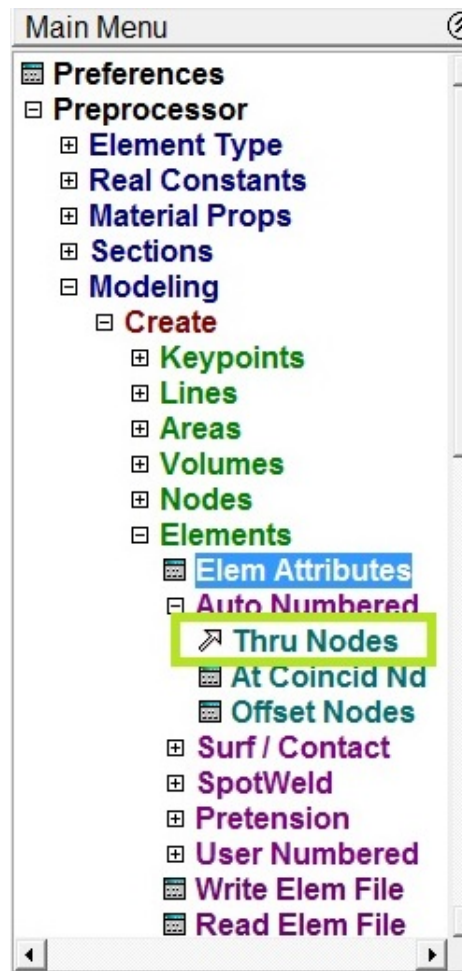 Main Menu
Preferences
Preprocessor
Element Type
Real Constants
Material Props
Sections
Modeling
Create
Keypoints
Lines
Areas
Volumes
Nodes
Elements
Elem Attributes
Auto Numbered
Thru Nodes
At Coincid Nd
Offset Nodes
Surf / Contact
SpotWeld
Pretension
User Numbered
Write Elem File
Read Elem File